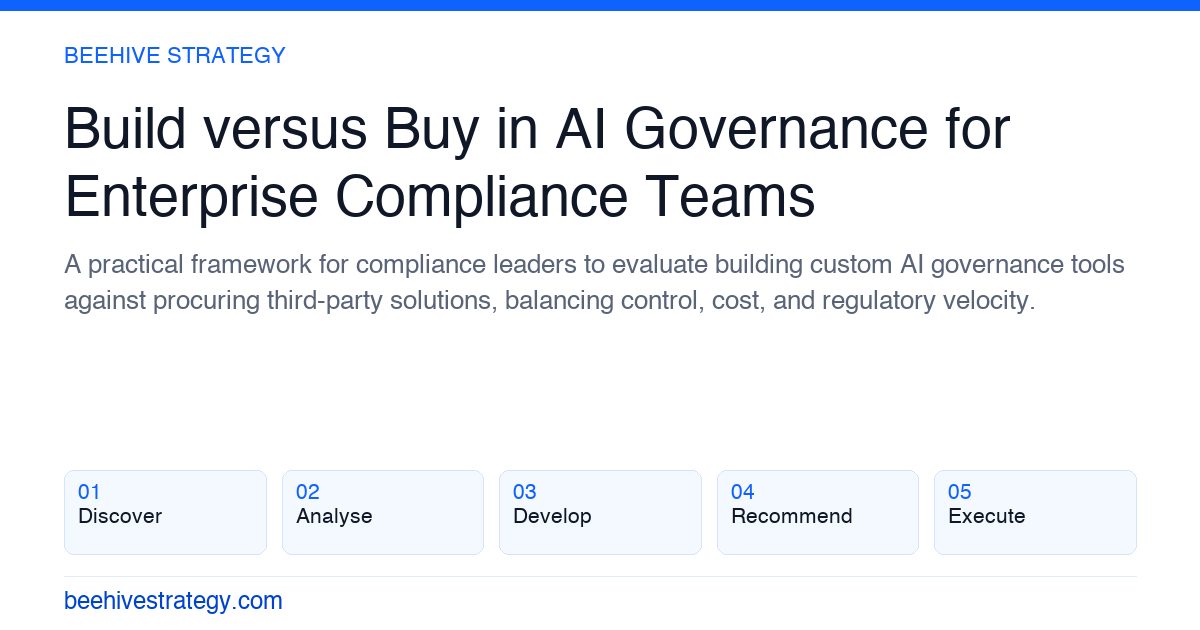 BEEHIVE STRATEGY
Build versus Buy in AI Governance for
Enterprise Compliance Teams
A practical framework for compliance leaders to evaluate building custom AI governance tools
against procuring third-party solutions, balancing control, cost, and regulatory velocity.
01
Discover
02
Analyse
03
Develop
04
Recommend
05
Execute
beehivestrategy.com